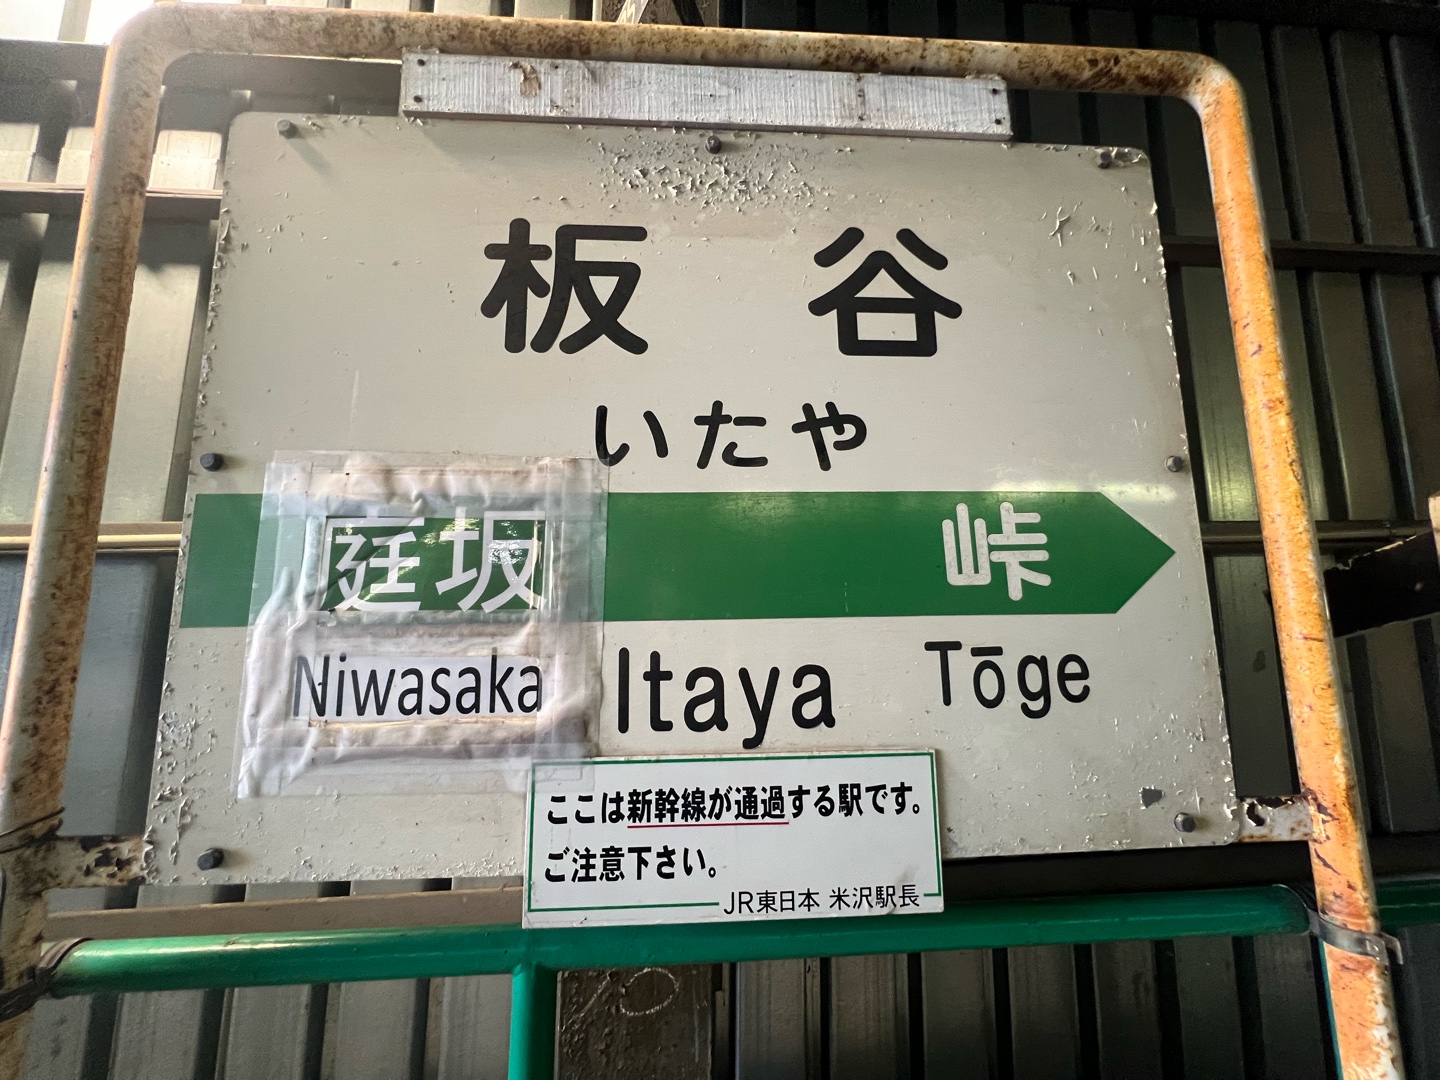 板谷
いたや
庭坂 峠
Niwasaka Itaya Tōge
ここは新幹線が通過する駅です。
ご注意下さい。
JR東日本 米沢駅長